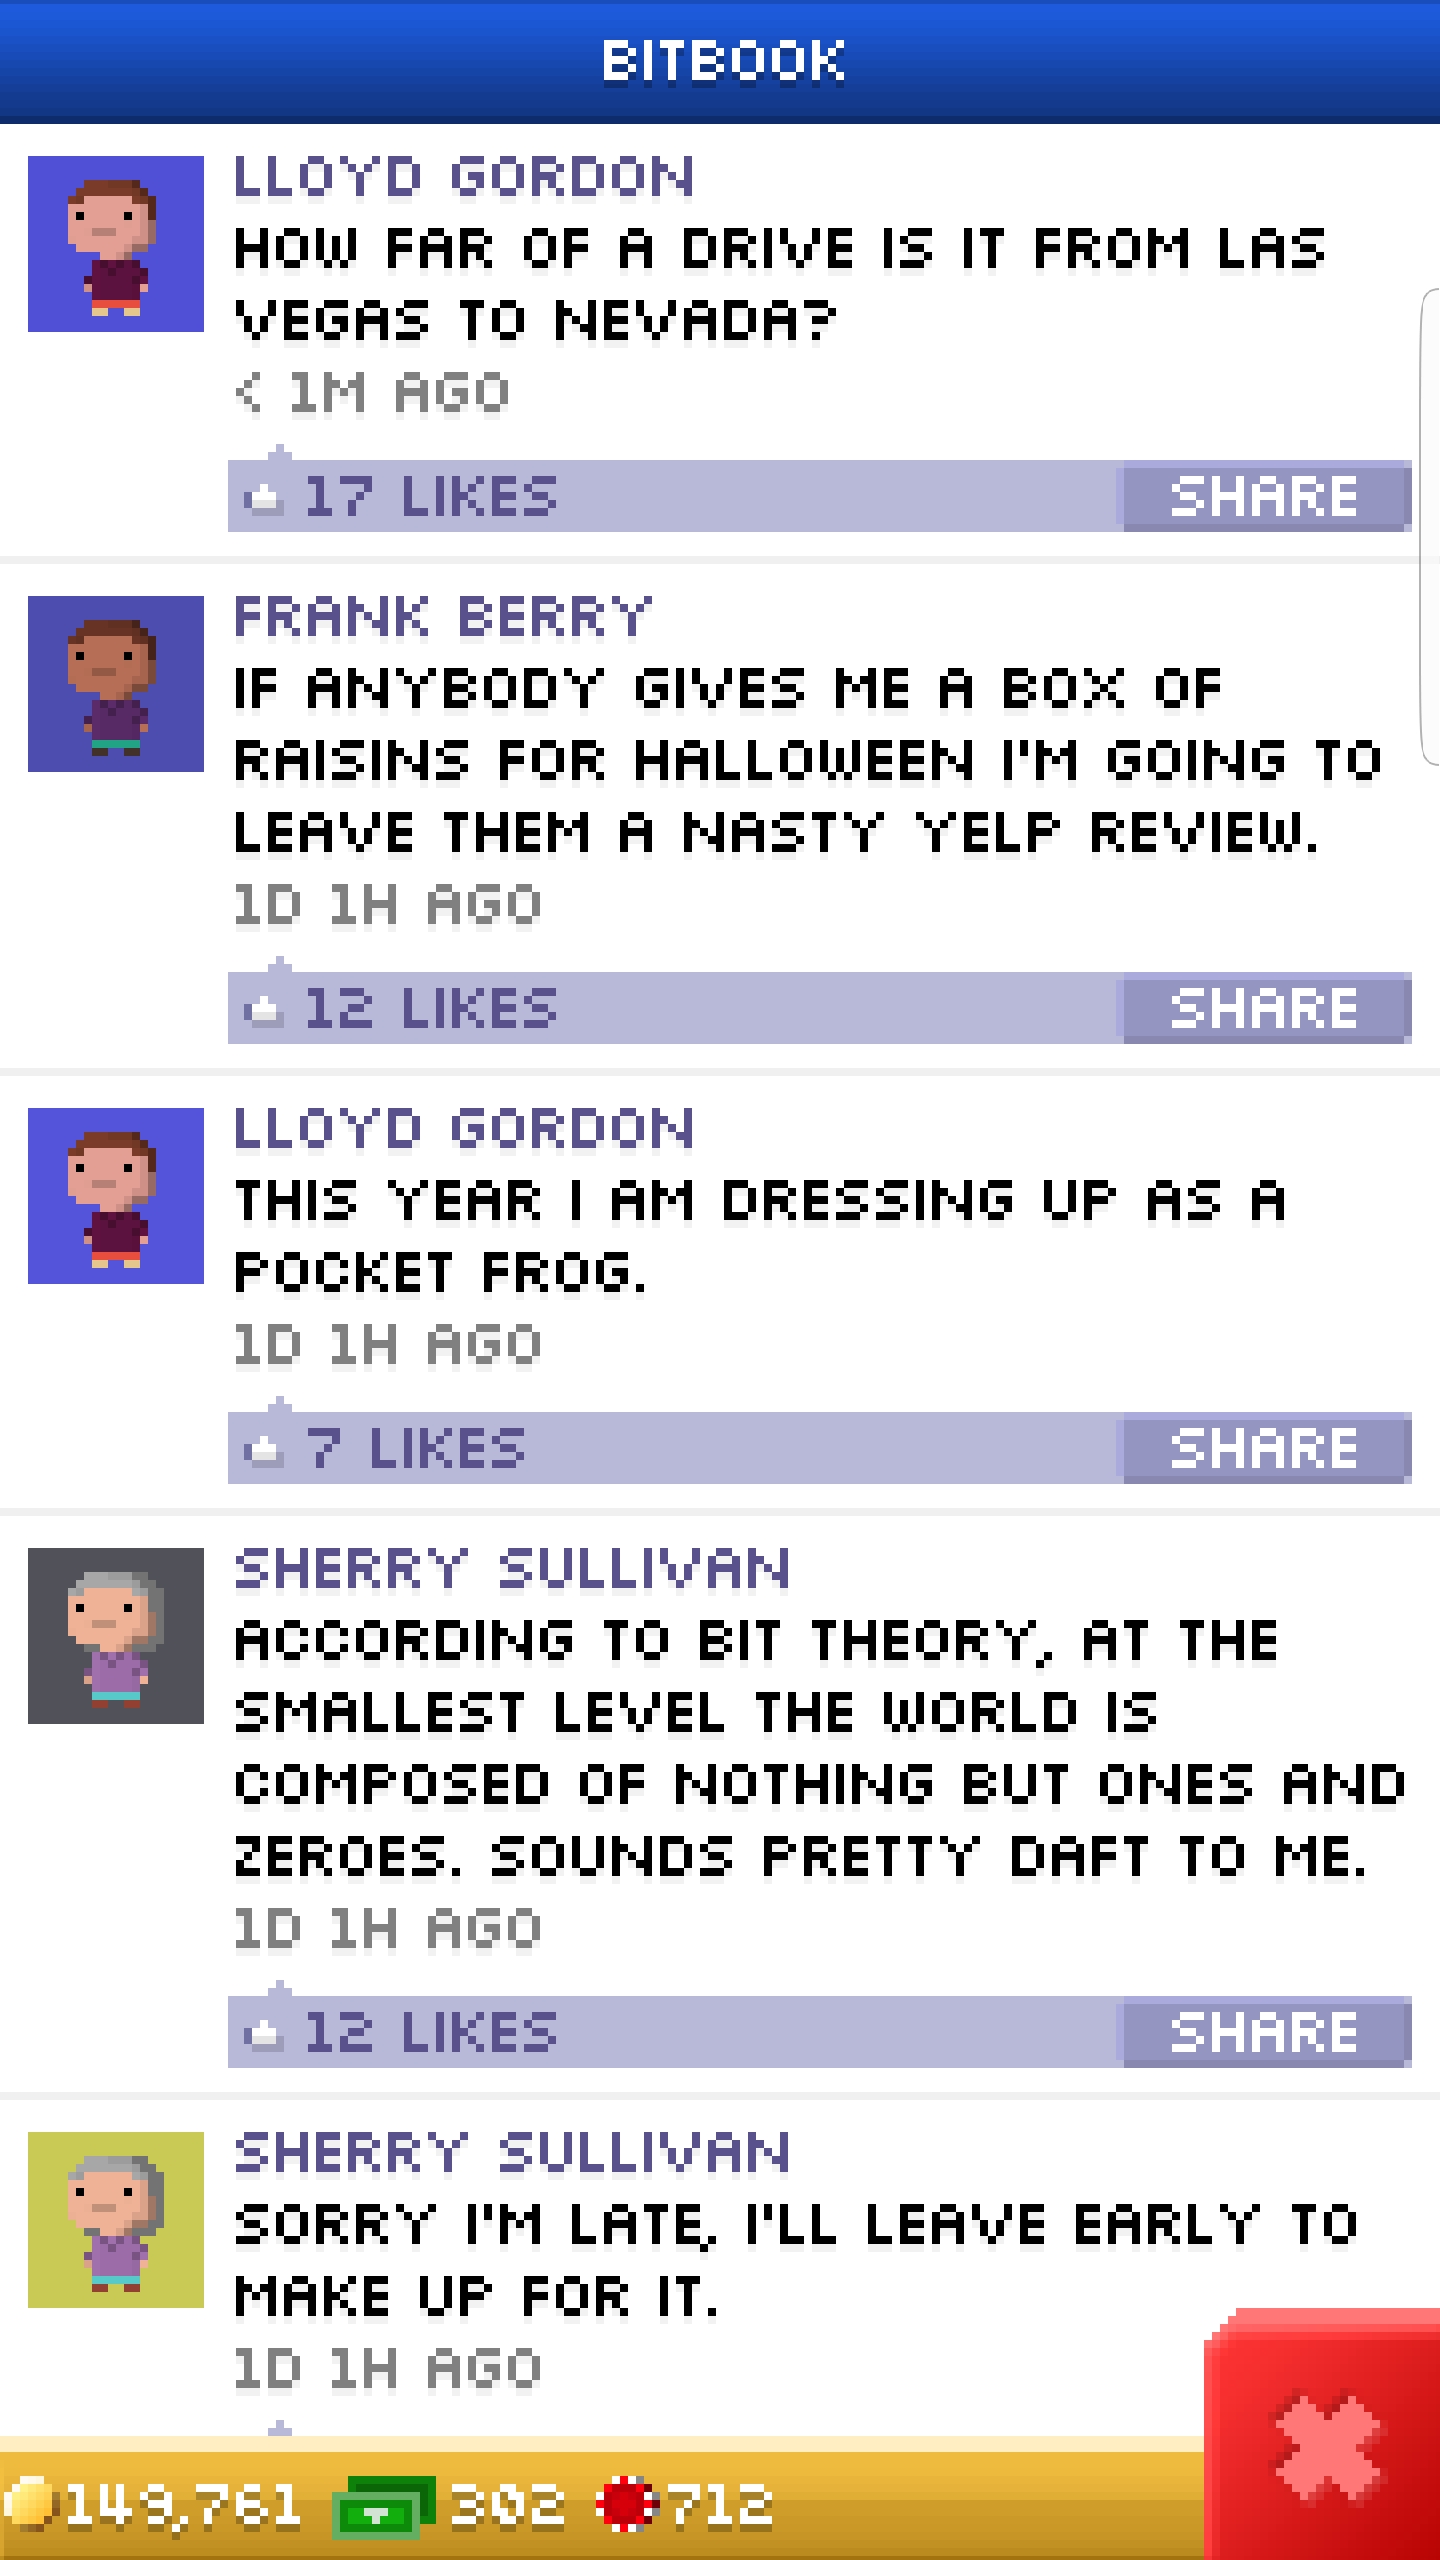 BITBOOK
LLOYD GORDON
HOW FAR OF A DRIVE IS IT FROM LAS
VEGAS TO NEVADA?
< 1M AGO
17 LIKES
SHARE
FRANK BERRY
IF ANYBODY GIVES ME A BOX OF
RAISINS FOR HALLOWEEN I'M GOING TO
LEAVE THEM A NASTY YELP REVIEW.
1D 1H AGO
12 LIKES
SHARE
LLOYD GORDON
THIS YEAR I AM DRESSING UP AS A
POCKET FROG.
1D 1H AGO
7 LIKES
SHARE
SHERRY SULLIVAN
ACCORDING TO BIT THEORY, AT THE
SMALLEST LEVEL THE WORLD IS
COMPOSED OF NOTHING BUT ONES AND
ZEROES. SOUNDS PRETTY DAFT TO ME.
1D 1H AGO
12 LIKES
SHARE
SHERRY SULLIVAN
SORRY I'M LATE, I'LL LEAVE EARLY TO
MAKE UP FOR IT.
1D 1H AGO
149,761 302 712